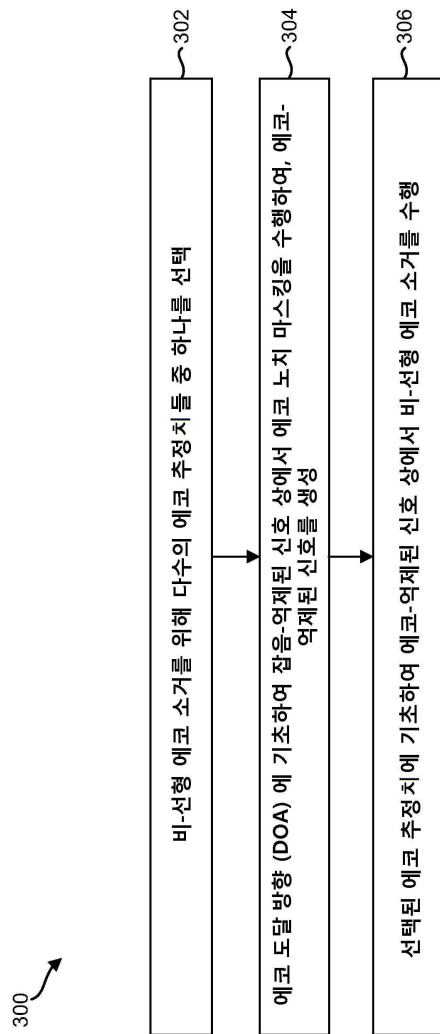 300
비-선형 에코 소거를 위해 다수의 에코 추정치들 중 하나를 선택
302
에코 도달 방향 (DOA) 에 기초하여 잡음-억제된 신호 상에서 에코 노치 마스킹을 수행하여, 에코-
억제된 신호를 생성
304
선택된 에코 추정치에 기초하여 에코-억제된 신호 상에서 비-선형 에코 소거를 수행
306